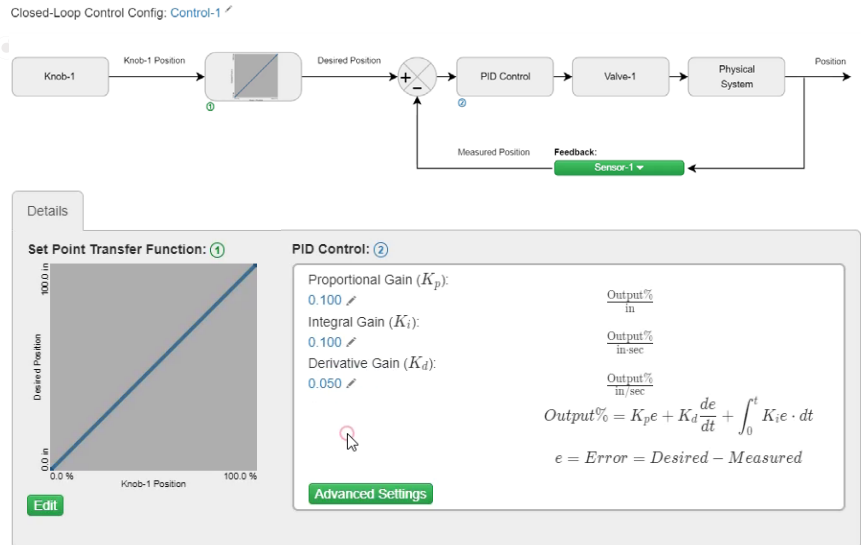 Closed-Loop Control Config: Control-1
Knob-1 Position
Desired Position
Position
Knob-1
+
−
PID Control
Valve-1
Physical
System
1
2
Measured Position
Feedback:
Sensor-1
Details
Set Point Transfer Function: 1
100.0 in
Desired Position
0.0 in
0.0 %
Knob-1 Position
100.0 %
Edit
PID Control: 2
Proportional Gain (Kp):
0.100
Output%
in
Integral Gain (Ki):
0.100
Output%
in·sec
Derivative Gain (Kd):
0.050
Output%
in/sec
Output% = Kpe + Kd de/dt + ∫0t Kie · dt
e = Error = Desired − Measured
Advanced Settings